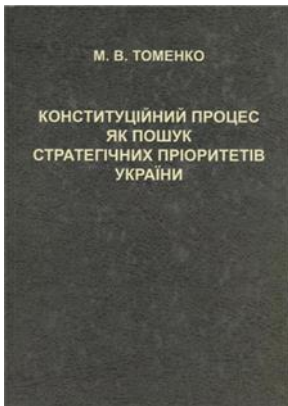 М. В. ТОМЕНКО
КОНСТИТУЦІЙНИЙ ПРОЦЕС
ЯК ПОШУК
СТРАТЕГІЧНИХ ПРІОРИТЕТІВ
УКРАЇНИ